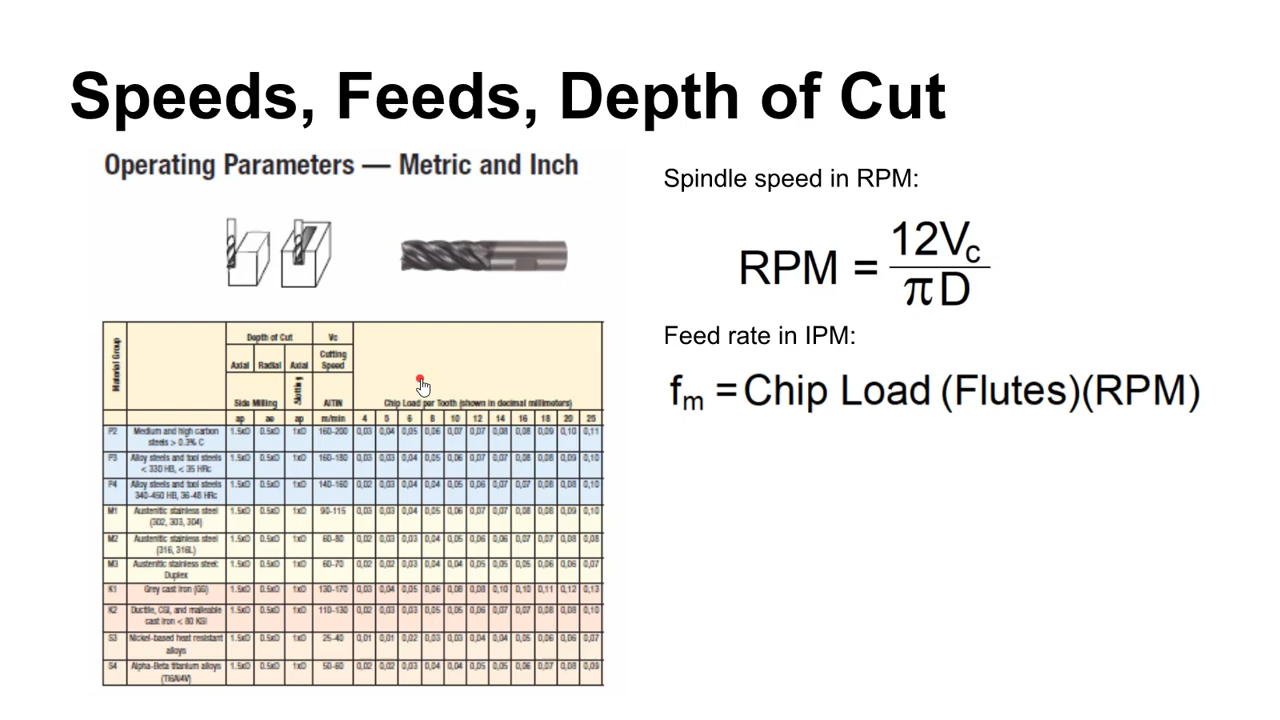 Speeds, Feeds, Depth of Cut
Operating Parameters — Metric and Inch
Spindle speed in RPM:
RPM = 12Vc / πD
Feed rate in IPM:
fm = Chip Load (Flutes)(RPM)
Material Group
Depth of Cut Vc
Axial Radial Axial Cutting Speed
Side Milling Slotting AlTiN Chip Load per Tooth (shown in decimal millimeters)
ap ae ap m/min 4 5 6 8 10 12 14 16 18 20 25
P2 Medium and high carbon steels > 0.3% C 1.5xD 0.5xD 1xD 160-200 0,03 0,04 0,05 0,06 0,07 0,07 0,08 0,08 0,09 0,10 0,11
P3 Alloy steels and tool steels < 330 HB, < 35 HRc 1.5xD 0.5xD 1xD 160-180 0,03 0,03 0,04 0,05 0,06 0,07 0,07 0,08 0,08 0,09 0,10
P4 Alloy steels and tool steels 340-450 HB, 36-48 HRc 1.5xD 0.5xD 1xD 140-160 0,02 0,03 0,04 0,04 0,05 0,06 0,07 0,07 0,08 0,08 0,10
M1 Austenitic stainless steel (302, 303, 304) 1.5xD 0.5xD 1xD 90-115 0,03 0,03 0,04 0,05 0,06 0,07 0,07 0,08 0,08 0,09 0,10
M2 Austenitic stainless steel (316, 316L) 1.5xD 0.5xD 1xD 60-80 0,02 0,03 0,03 0,04 0,05 0,06 0,06 0,07 0,07 0,08 0,08
M3 Austenitic stainless steel: Duplex 1.5xD 0.5xD 1xD 60-70 0,02 0,02 0,03 0,04 0,04 0,05 0,05 0,05 0,06 0,06 0,07
K1 Grey cast iron (GG) 1.5xD 0.5xD 1xD 130-170 0,03 0,04 0,05 0,06 0,08 0,08 0,10 0,10 0,11 0,12 0,13
K2 Ductile, CGI, and malleable cast iron < 80 KSI 1.5xD 0.5xD 1xD 110-130 0,02 0,03 0,03 0,05 0,05 0,06 0,07 0,07 0,08 0,08 0,10
S3 Nickel-based heat resistant alloys 1.5xD 0.5xD 1xD 25-40 0,01 0,01 0,02 0,03 0,03 0,04 0,04 0,05 0,06 0,06 0,07
S4 Alpha-Beta titanium alloys (Ti6Al4V) 1.5xD 0.5xD 1xD 50-60 0,02 0,02 0,03 0,04 0,04 0,05 0,05 0,06 0,07 0,08 0,09